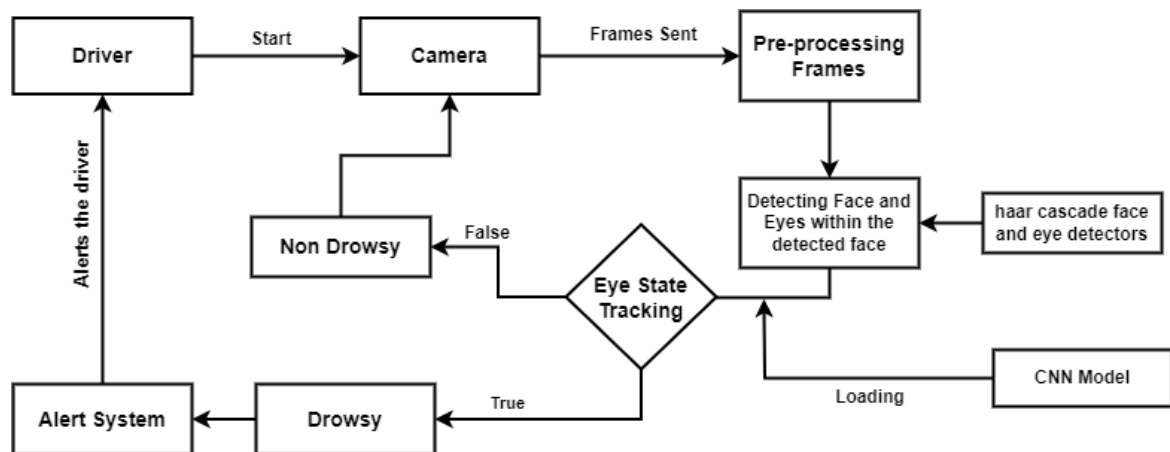 Driver
Start
Camera
Frames Sent
Pre-processing
Frames
Alerts the driver
Detecting Face and
Eyes within the
detected face
haar cascade face
and eye detectors
Non Drowsy
False
Eye State
Tracking
Loading
CNN Model
Alert System
Drowsy
True